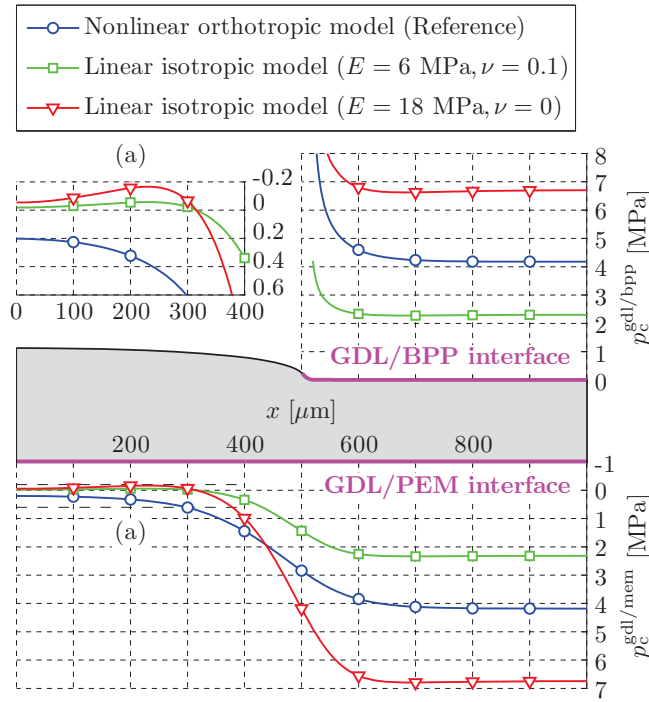 Nonlinear orthotropic model (Reference)
Linear isotropic model (E = 6 MPa, ν = 0.1)
Linear isotropic model (E = 18 MPa, ν = 0)
(a)
-0.2
0
0.2
0.4
0.6
0 100 200 300 400
8
7
6
5
4
3
2
1
0
p_c^{gdl/bpp} [MPa]
GDL/BPP interface
x [μm]
200 400 600 800
GDL/PEM interface
(a)
-1
0
1
2
3
4
5
6
7
p_c^{gdl/mem} [MPa]